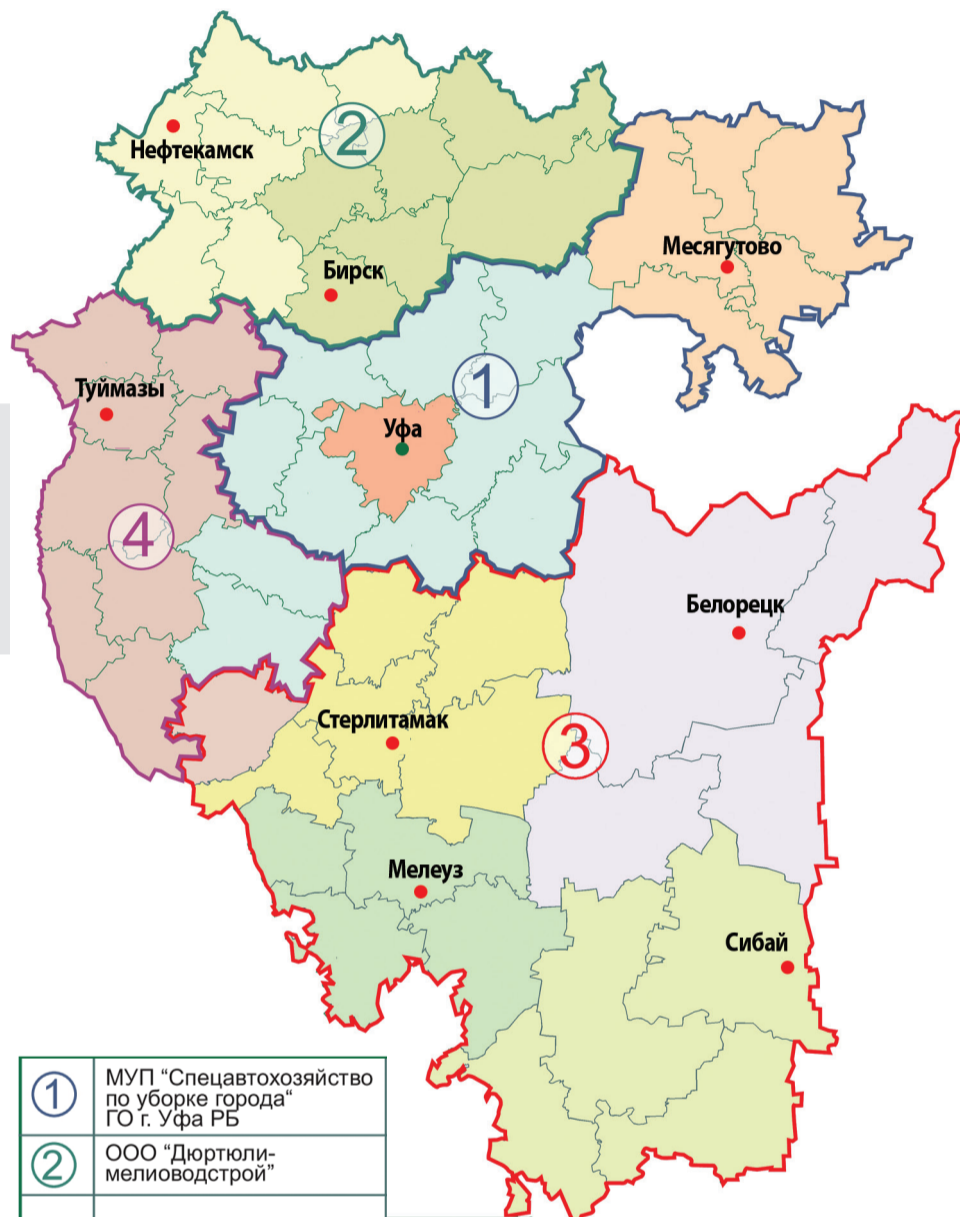 2
Нефтекамск
Месягутово
Бирск
1
Туймазы
Уфа
4
Белорецк
Стерлитамак
3
Мелеуз
Сибай
1
МУП “Спецавтохозяйство
по уборке города“
ГО г. Уфа РБ
2
ООО “Дюртюли-
мелиоводстрой”